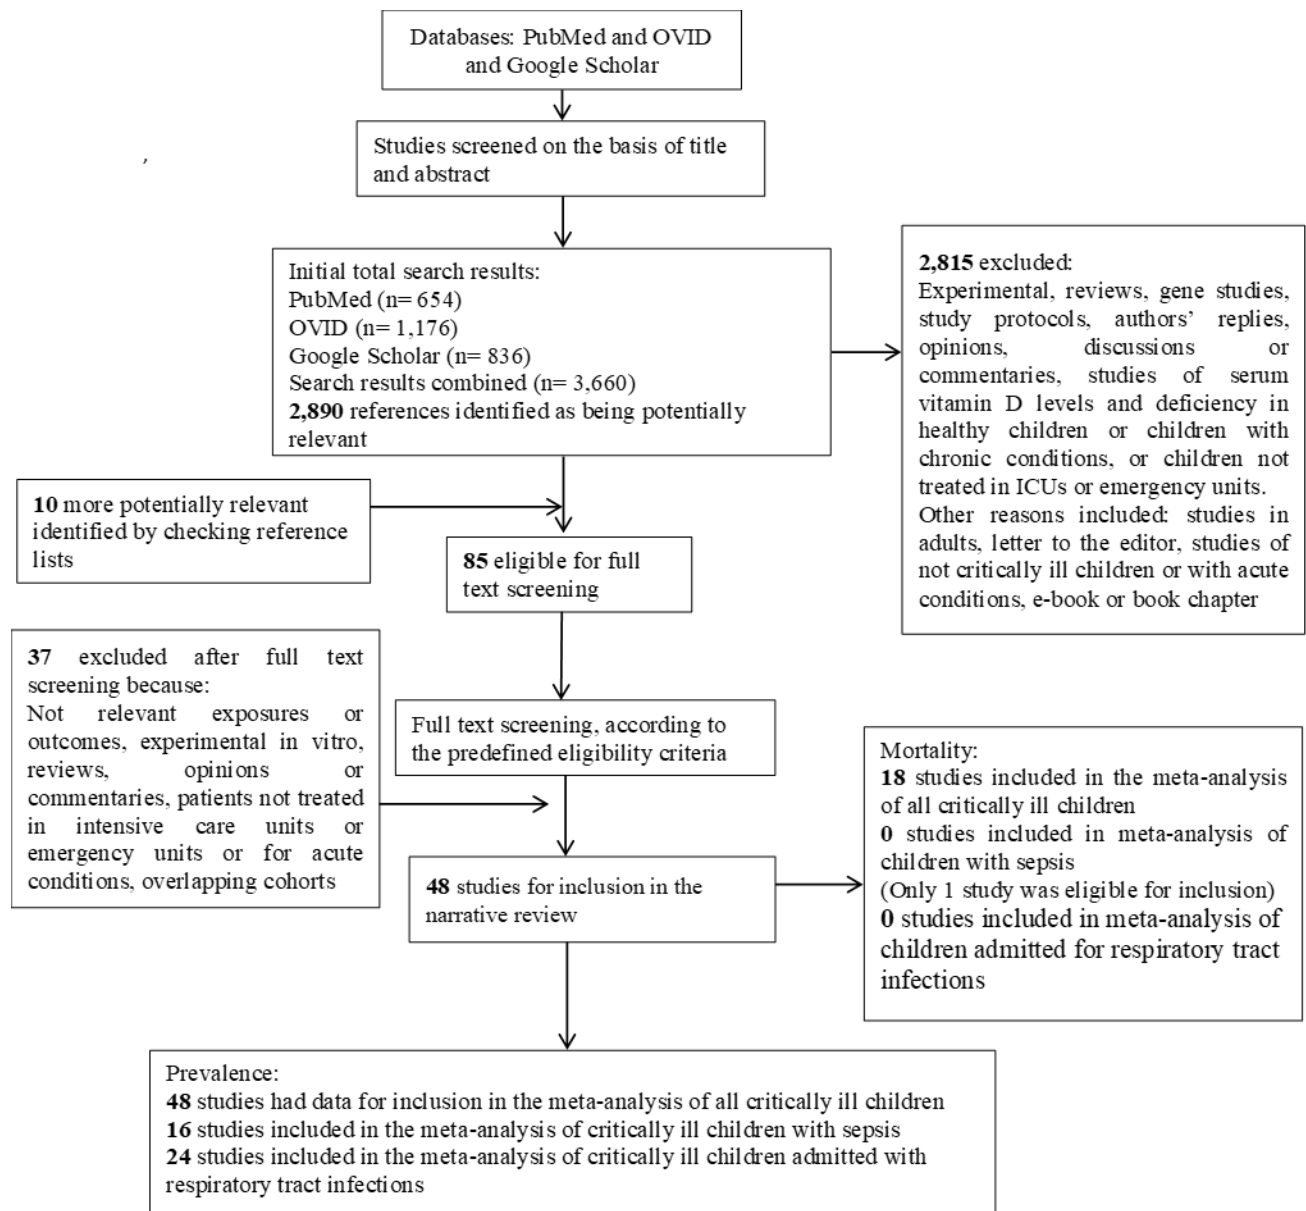 Databases: PubMed and OVID
and Google Scholar
Studies screened on the basis of title
and abstract
,
Initial total search results:
PubMed (n= 654)
OVID (n= 1,176)
Google Scholar (n= 836)
Search results combined (n= 3,660)
2,890 references identified as being potentially
relevant
2,815 excluded:
Experimental, reviews, gene studies,
study protocols, authors’ replies,
opinions, discussions or
commentaries, studies of serum
vitamin D levels and deficiency in
healthy children or children with
chronic conditions, or children not
treated in ICUs or emergency units.
Other reasons included: studies in
adults, letter to the editor, studies of
not critically ill children or with acute
conditions, e-book or book chapter
10 more potentially relevant
identified by checking reference
lists
85 eligible for full
text screening
37 excluded after full text
screening because:
Not relevant exposures or
outcomes, experimental in vitro,
reviews, opinions or
commentaries, patients not treated
in intensive care units or
emergency units or for acute
conditions, overlapping cohorts
Full text screening, according to
the predefined eligibility criteria
48 studies for inclusion in the
narrative review
Mortality:
18 studies included in the meta-analysis
of all critically ill children
0 studies included in meta-analysis of
children with sepsis
(Only 1 study was eligible for inclusion)
0 studies included in meta-analysis of
children admitted for respiratory tract
infections
Prevalence:
48 studies had data for inclusion in the meta-analysis of all critically ill children
16 studies included in the meta-analysis of critically ill children with sepsis
24 studies included in the meta-analysis of critically ill children admitted with
respiratory tract infections